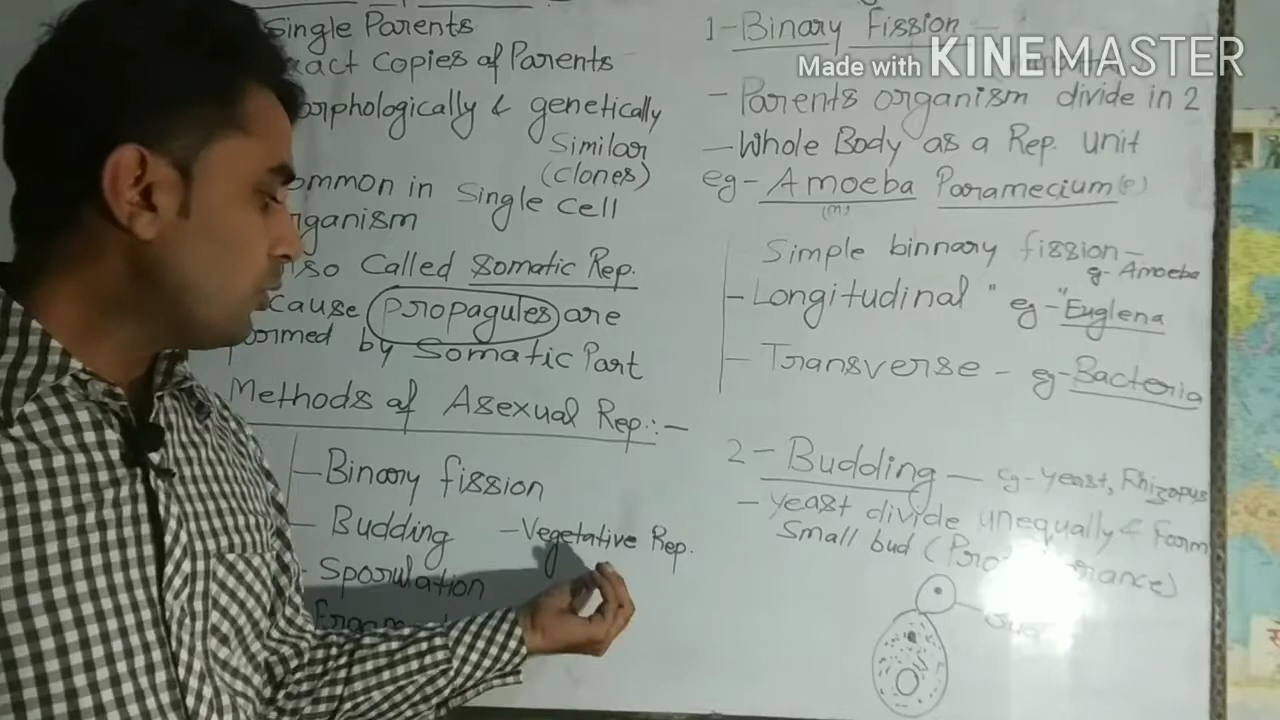 Single Parents
Exact Copies of Parents
Morphologically & genetically
Similar
(clones)
Common in Single Cell
organism
Also Called Somatic Rep.
because propagules are
formed by Somatic Part
Methods of Asexual Rep.:-
- Binary fission
- Budding
- Vegetative Rep.
- Sporulation
1- Binary Fission -
Made with KINEMASTER
- Parents organism divide in 2
- Whole Body as a Rep. unit
eg- Amoeba Paramecium(P)
(m)
Simple binnary fission-
eg- Amoeba
- Longitudinal " eg- "Euglena
- Transverse - eg- Bacteria
2- Budding - eg- yeast, Rhizopus
- yeast divide unequally & form
Small bud